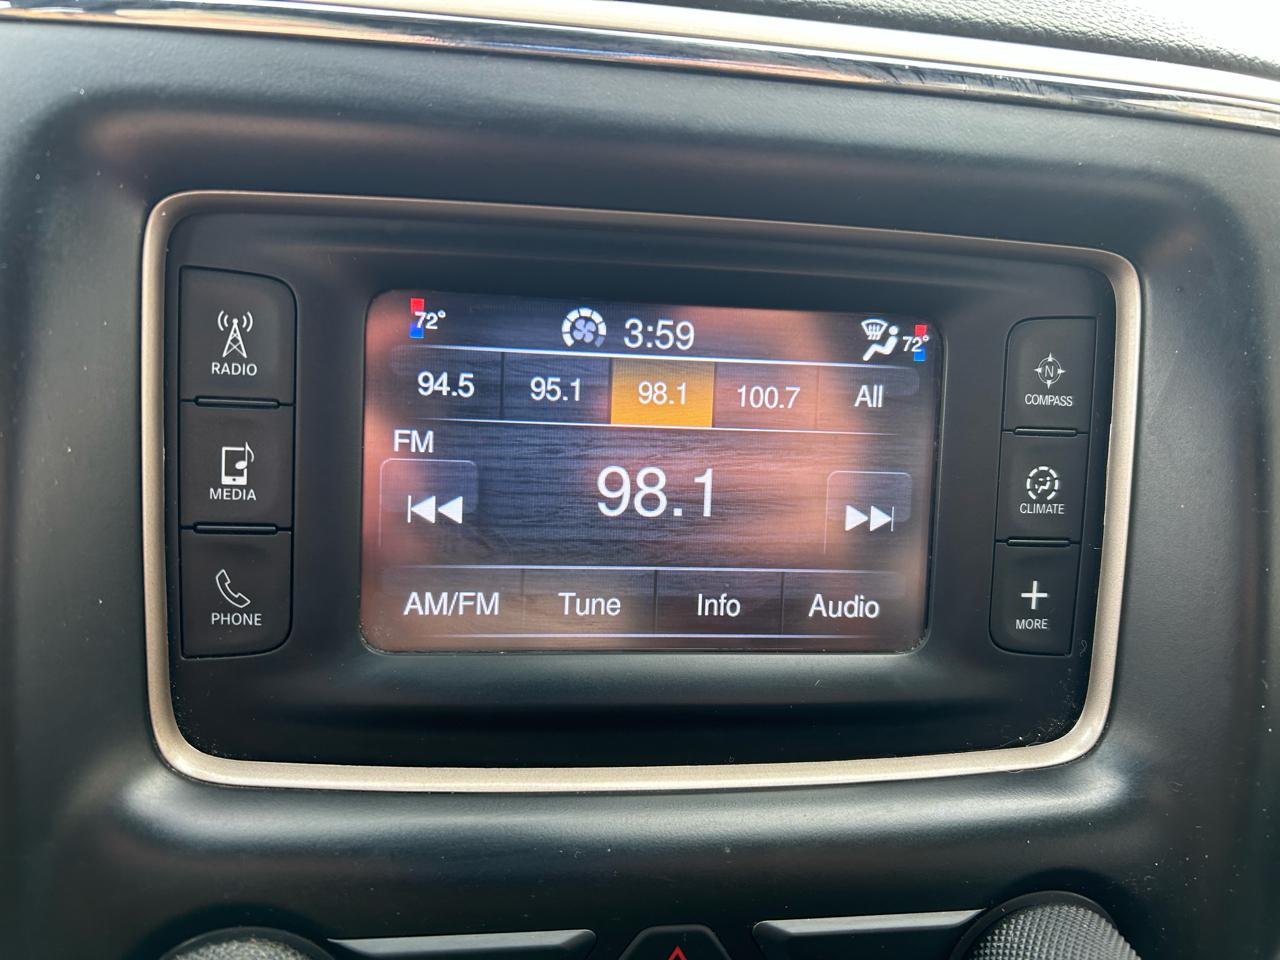 RADIO
MEDIA
PHONE
72° 3:59 72°
94.5 95.1 98.1 100.7 All
FM
98.1
AM/FM Tune Info Audio
N
COMPASS
CLIMATE
MORE